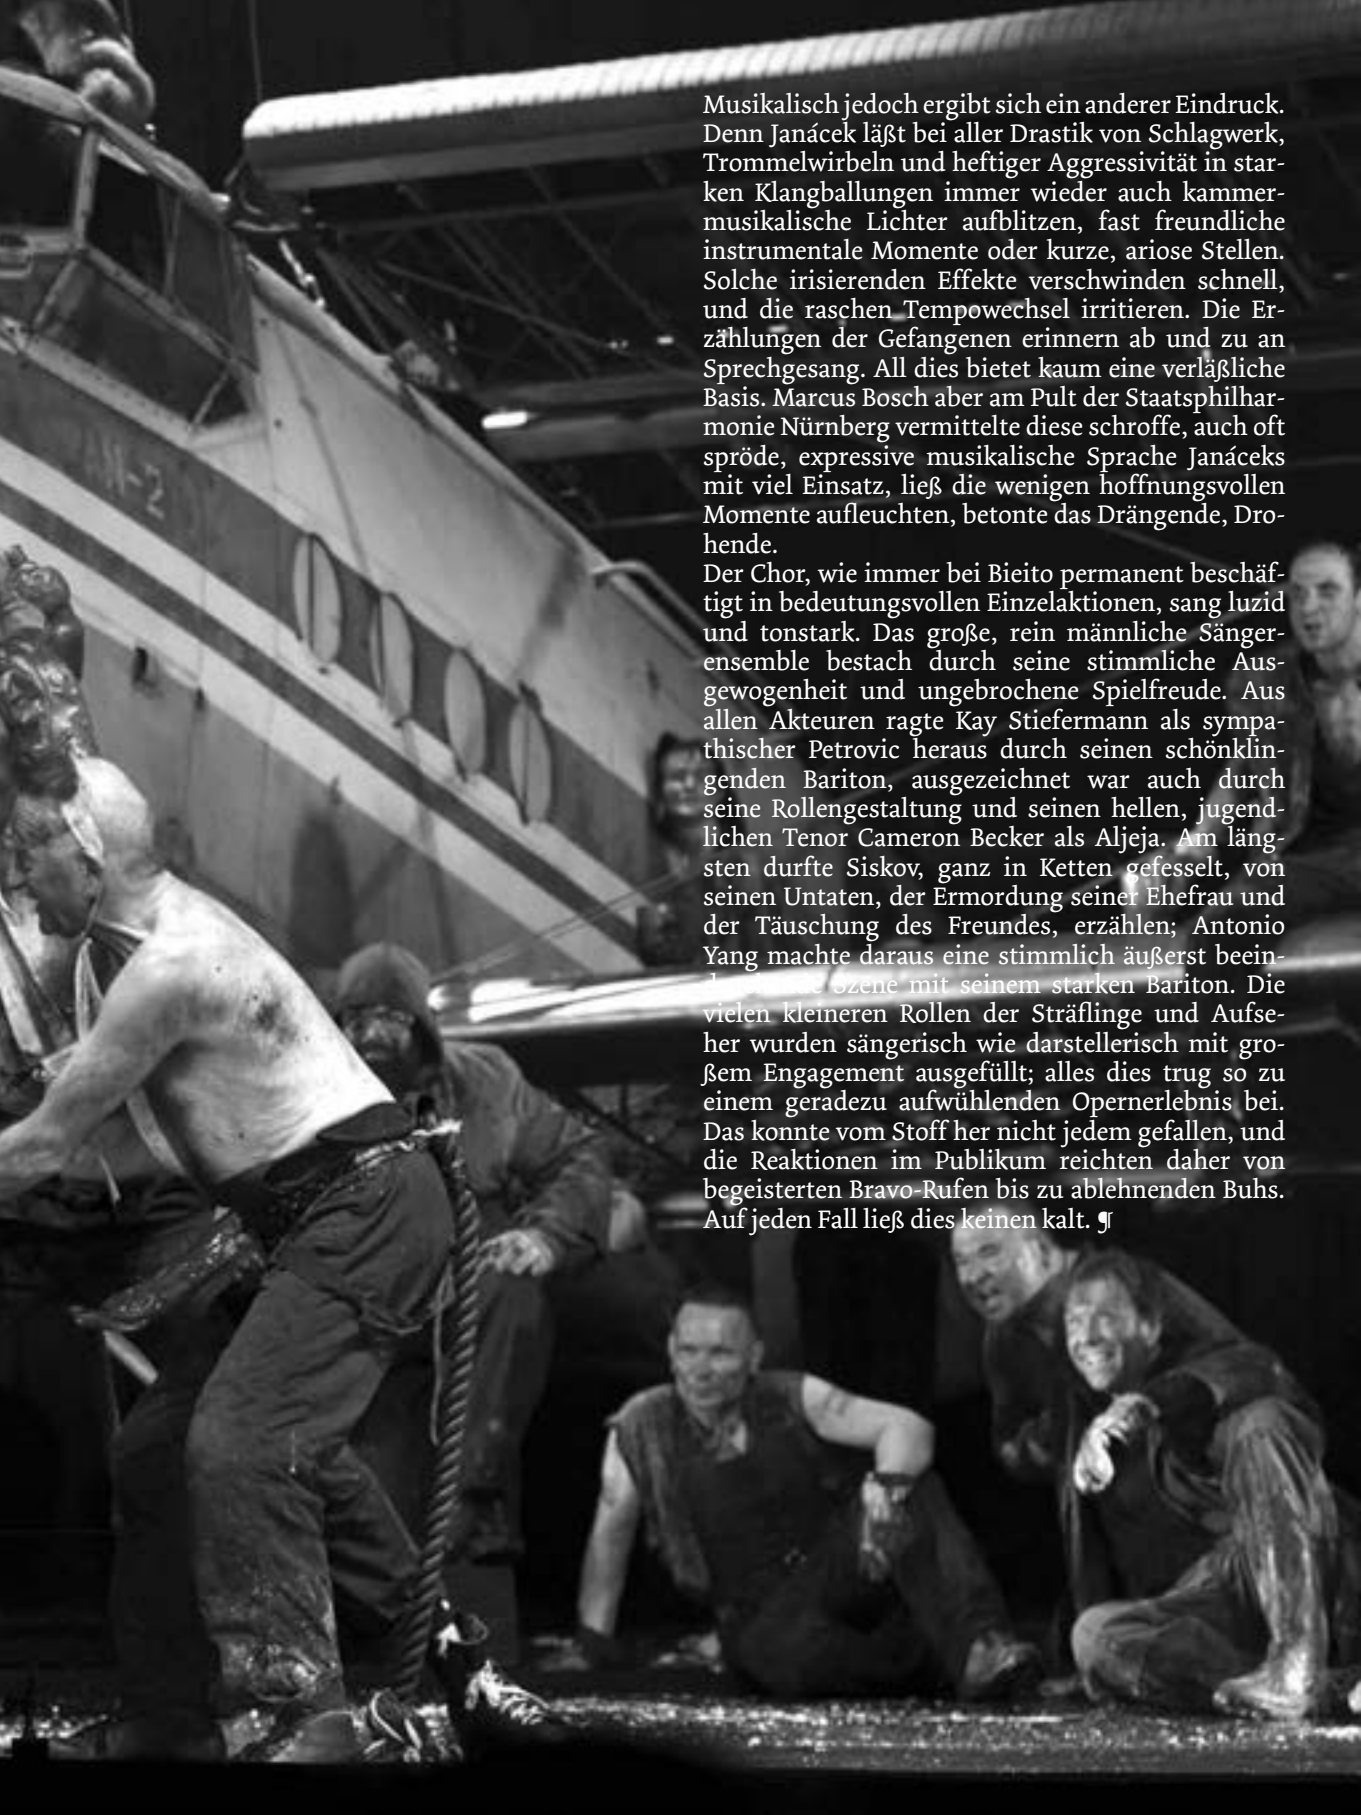 Musikalisch jedoch ergibt sich ein anderer Eindruck.
Denn Janácek läßt bei aller Drastik von Schlagwerk,
Trommelwirbeln und heftiger Aggressivität in star-
ken Klangballungen immer wieder auch kammer-
musikalische Lichter aufblitzen, fast freundliche
instrumentale Momente oder kurze, ariose Stellen.
Solche irisierenden Effekte verschwinden schnell,
und die raschen Tempowechsel irritieren. Die Er-
zählungen der Gefangenen erinnern ab und zu an
Sprechgesang. All dies bietet kaum eine verläßliche
Basis. Marcus Bosch aber am Pult der Staatsphilhar-
monie Nürnberg vermittelte diese schroffe, auch oft
spröde, expressive musikalische Sprache Janáceks
mit viel Einsatz, ließ die wenigen hoffnungsvollen
Momente aufleuchten, betonte das Drängende, Dro-
hende.
Der Chor, wie immer bei Bieito permanent beschäf-
tigt in bedeutungsvollen Einzelaktionen, sang luzid
und tonstark. Das große, rein männliche Sänger-
ensemble bestach durch seine stimmliche Aus-
gewogenheit und ungebrochene Spielfreude. Aus
allen Akteuren ragte Kay Stiefermann als sympa-
thischer Petrovic heraus durch seinen schönklin-
genden Bariton, ausgezeichnet war auch durch
seine Rollengestaltung und seinen hellen, jugend-
lichen Tenor Cameron Becker als Aljeja. Am läng-
sten durfte Siskov, ganz in Ketten gefesselt, von
seinen Untaten, der Ermordung seiner Ehefrau und
der Täuschung des Freundes, erzählen; Antonio
Yang machte daraus eine stimmlich äußerst beein-
Szene mit seinem starken Bariton. Die
vielen kleineren Rollen der Sträflinge und Aufse-
her wurden sängerisch wie darstellerisch mit gro-
ßem Engagement ausgefüllt; alles dies trug so zu
einem geradezu aufwühlenden Opernerlebnis bei.
Das konnte vom Stoff her nicht jedem gefallen, und
die Reaktionen im Publikum reichten daher von
begeisterten Bravo-Rufen bis zu ablehnenden Buhs.
Auf jeden Fall ließ dies keinen kalt. ¶